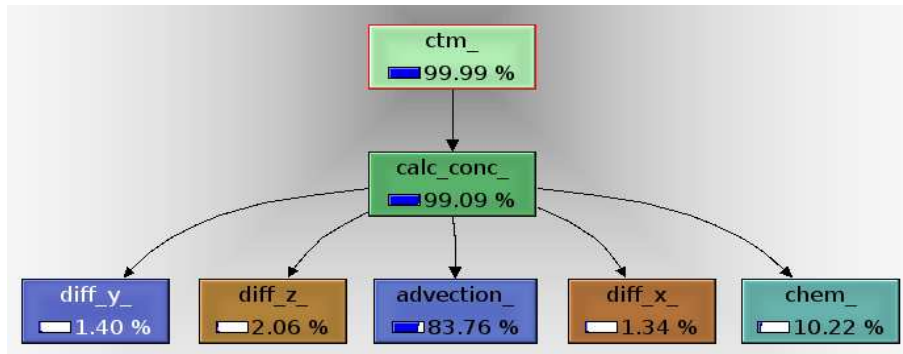 ctm_
99.99 %
calc_conc_
99.09 %
diff_y_
1.40 %
diff_z_
2.06 %
advection_
83.76 %
diff_x_
1.34 %
chem_
10.22 %